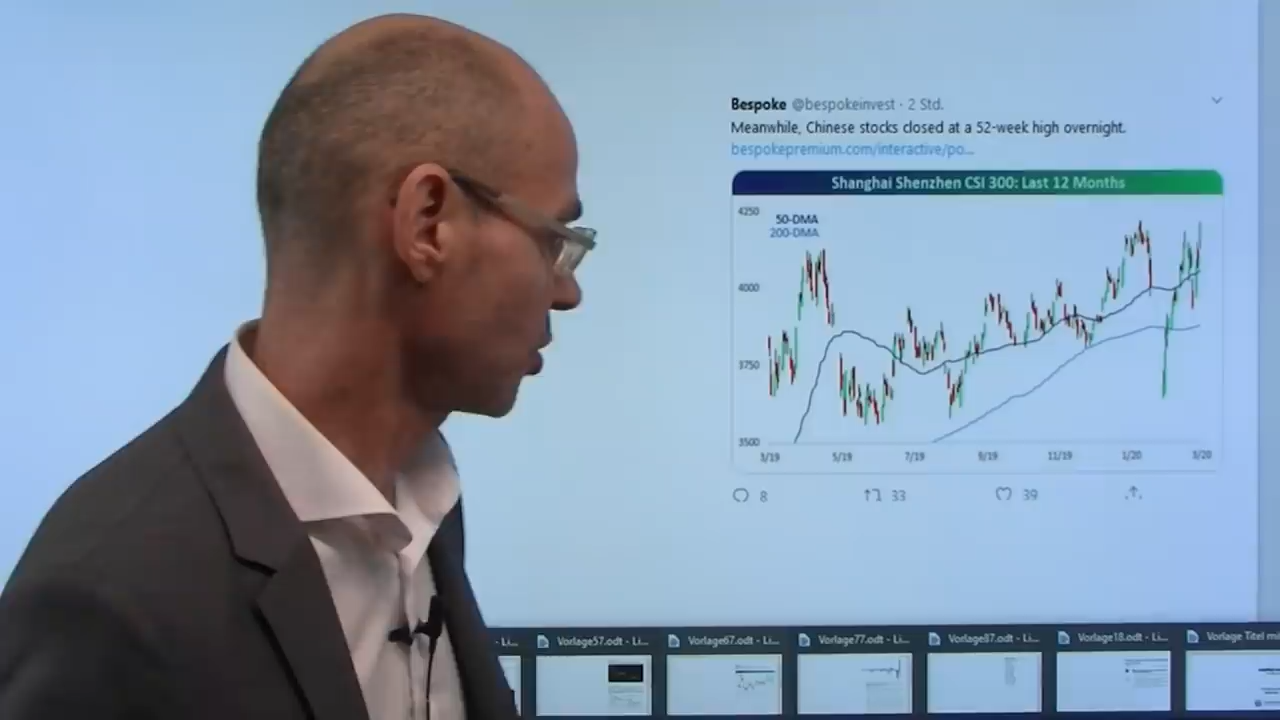 Bespoke @bespokeinvest · 2 Std.
Meanwhile, Chinese stocks closed at a 52-week high overnight.
bespokepremium.com/interactive/po...
Shanghai Shenzhen CSI 300: Last 12 Months
4250
50-DMA
200-DMA
4000
3750
3500
3/19 5/19 7/19 9/19 11/19 1/20 3/20
8 33 39
- Li... Vorlage57.odt - Li... Vorlage67.odt - Li... Vorlage77.odt - Li... Vorlage87.odt - Li... Vorlage18.odt - Li... Vorlage Titel mi